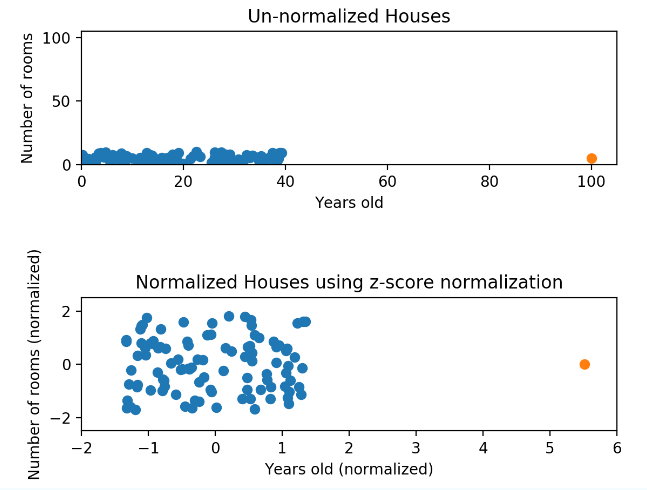 Un-normalized Houses
Number of rooms
100
50
0
0 20 40 60 80 100
Years old
Normalized Houses using z-score normalization
Number of rooms (normalized)
2
0
−2
−2 −1 0 1 2 3 4 5 6
Years old (normalized)